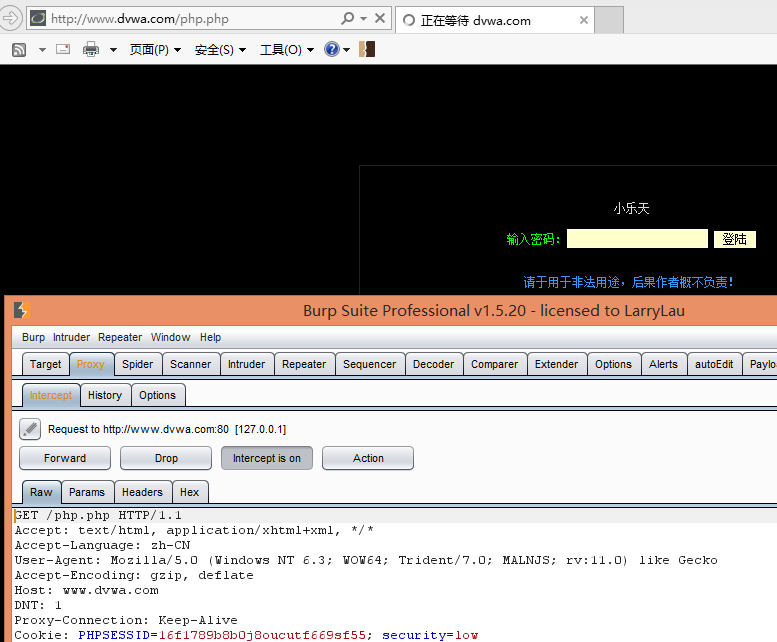 http://www.dvwa.com/php.php
正在等待 dvwa.com
页面(P) 安全(S) 工具(O)
小乐天
输入密码: 登陆
请于用于非法用途，后果作者概不负责!
Burp Suite Professional v1.5.20 - licensed to LarryLau
Burp Intruder Repeater Window Help
Target Proxy Spider Scanner Intruder Repeater Sequencer Decoder Comparer Extender Options Alerts autoEdit Paylo
Intercept History Options
Request to http://www.dvwa.com:80 [127.0.0.1]
Forward Drop Intercept is on Action
Raw Params Headers Hex
GET /php.php HTTP/1.1
Accept: text/html, application/xhtml+xml, */*
Accept-Language: zh-CN
User-Agent: Mozilla/5.0 (Windows NT 6.3; WOW64; Trident/7.0; MALNJS; rv:11.0) like Gecko
Accept-Encoding: gzip, deflate
Host: www.dvwa.com
DNT: 1
Proxy-Connection: Keep-Alive
Cookie: PHPSESSID=16f1789b8b0j8oucutf669sf55; security=low